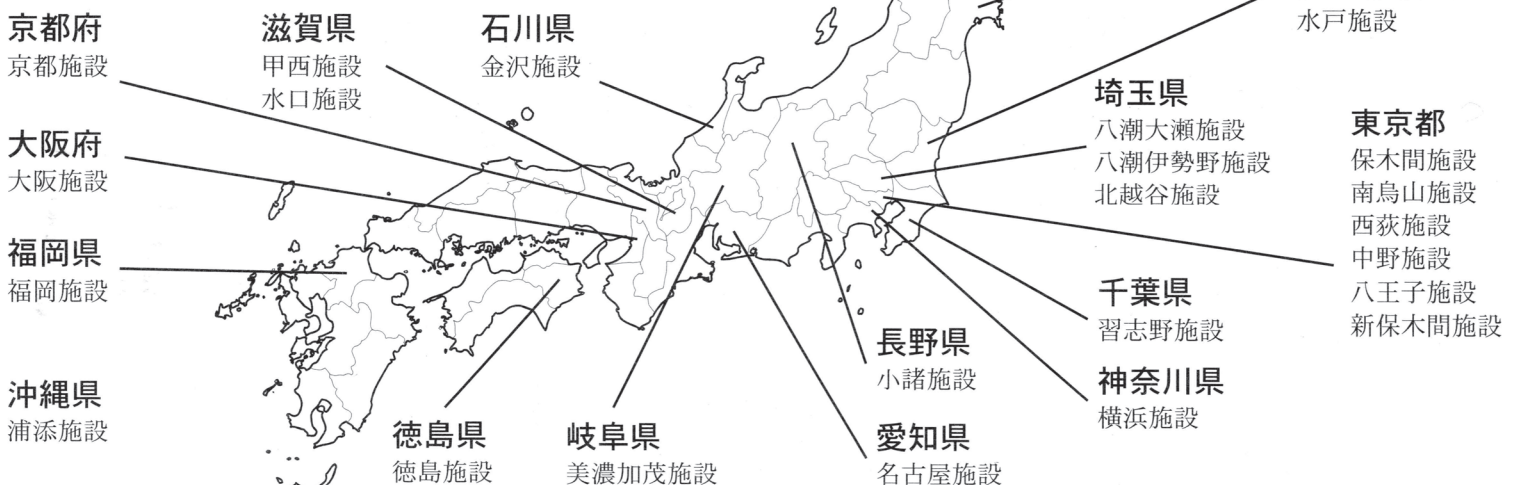 京都府
京都施設
滋賀県
甲西施設
水口施設
石川県
金沢施設
水戸施設
大阪府
大阪施設
埼玉県
八潮大瀬施設
八潮伊勢野施設
北越谷施設
東京都
保木間施設
南烏山施設
西荻施設
中野施設
八王子施設
新保木間施設
福岡県
福岡施設
千葉県
習志野施設
長野県
小諸施設
神奈川県
横浜施設
沖縄県
浦添施設
徳島県
徳島施設
岐阜県
美濃加茂施設
愛知県
名古屋施設